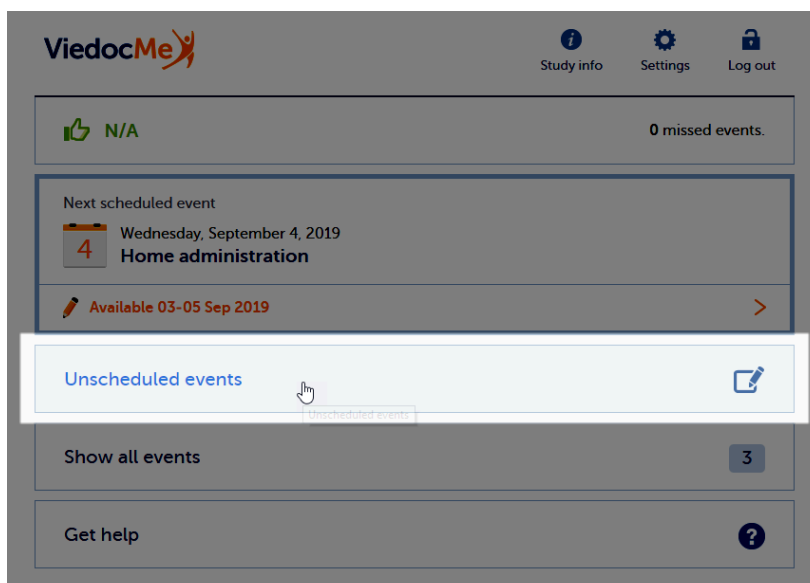 ViedocMe
Study info
Settings
Log out
N/A
0 missed events.
Next scheduled event
4
Wednesday, September 4, 2019
Home administration
Available 03-05 Sep 2019
Unscheduled events
Unscheduled events
Show all events
3
Get help
?